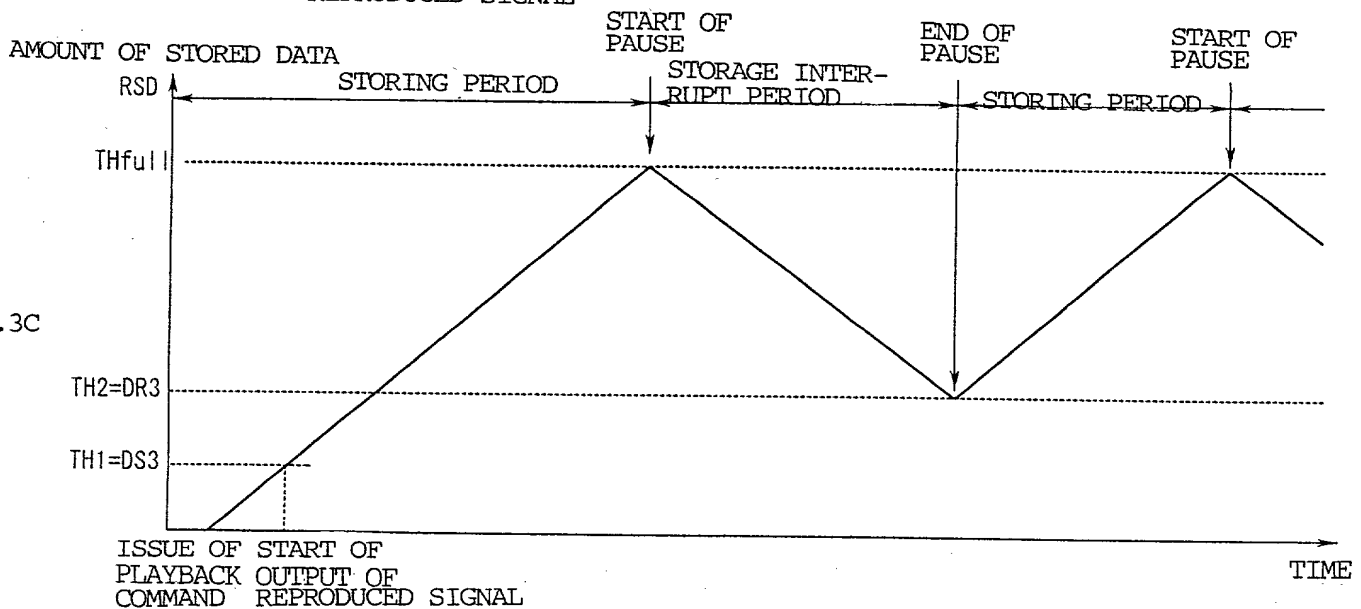 REPRODUCED SIGNAL
START OF
PAUSE
END OF
PAUSE
START OF
PAUSE
AMOUNT OF STORED DATA
RSD
STORING PERIOD
STORAGE INTER-
RUPT PERIOD
STORING PERIOD
THfull
.3C
TH2=DR3
TH1=DS3
ISSUE OF START OF
PLAYBACK OUTPUT OF
COMMAND REPRODUCED SIGNAL
TIME